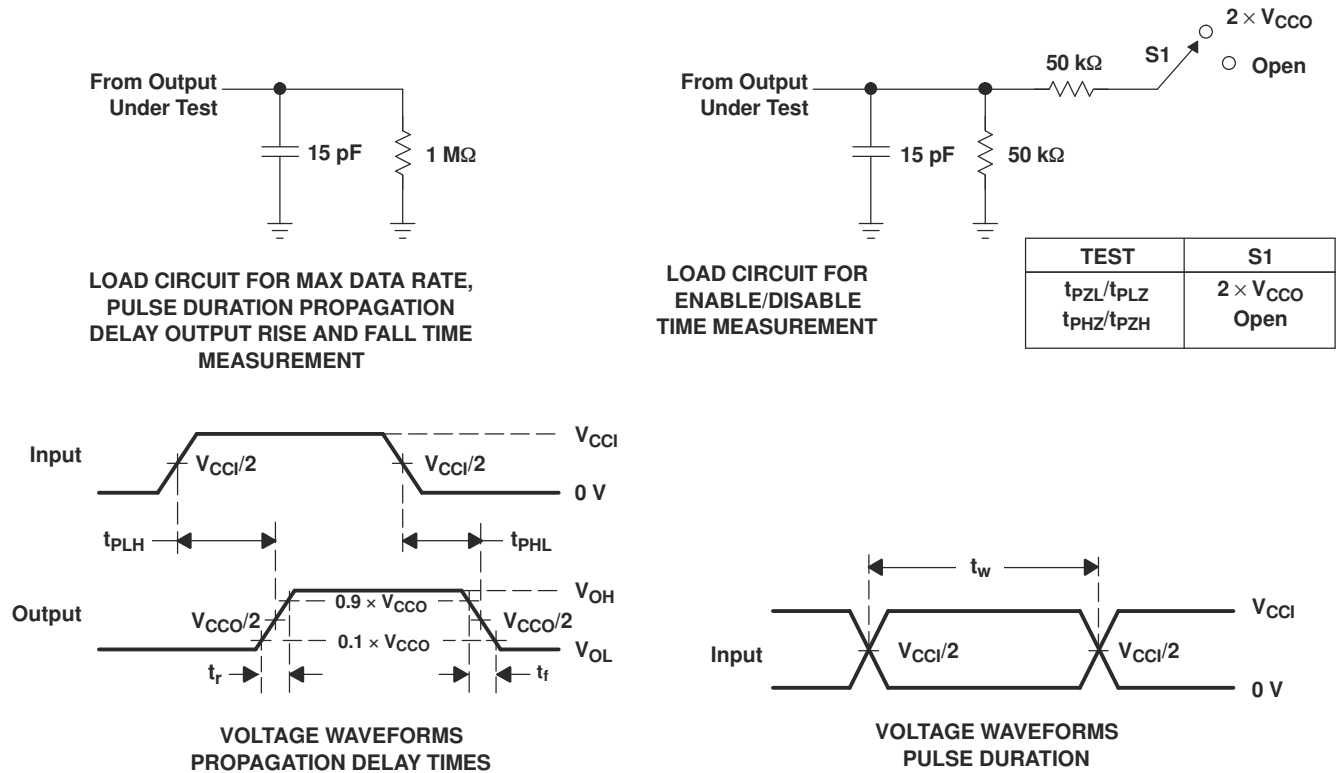 From Output
Under Test
15 pF
1 MΩ
LOAD CIRCUIT FOR MAX DATA RATE,
PULSE DURATION PROPAGATION
DELAY OUTPUT RISE AND FALL TIME
MEASUREMENT
From Output
Under Test
15 pF
50 kΩ
50 kΩ
S1
2 × VCCO
Open
LOAD CIRCUIT FOR
ENABLE/DISABLE
TIME MEASUREMENT
TEST S1
tPZL/tPLZ 2 × VCCO
tPHZ/tPZH Open
Input
VCCI/2
VCCI/2
VCCI
0 V
tPLH
tPHL
Output
VCCO/2
0.9 × VCCO
0.1 × VCCO
VCCO/2
VOH
VOL
tr
tf
VOLTAGE WAVEFORMS
PROPAGATION DELAY TIMES
tw
Input
VCCI/2
VCCI/2
VCCI
0 V
VOLTAGE WAVEFORMS
PULSE DURATION